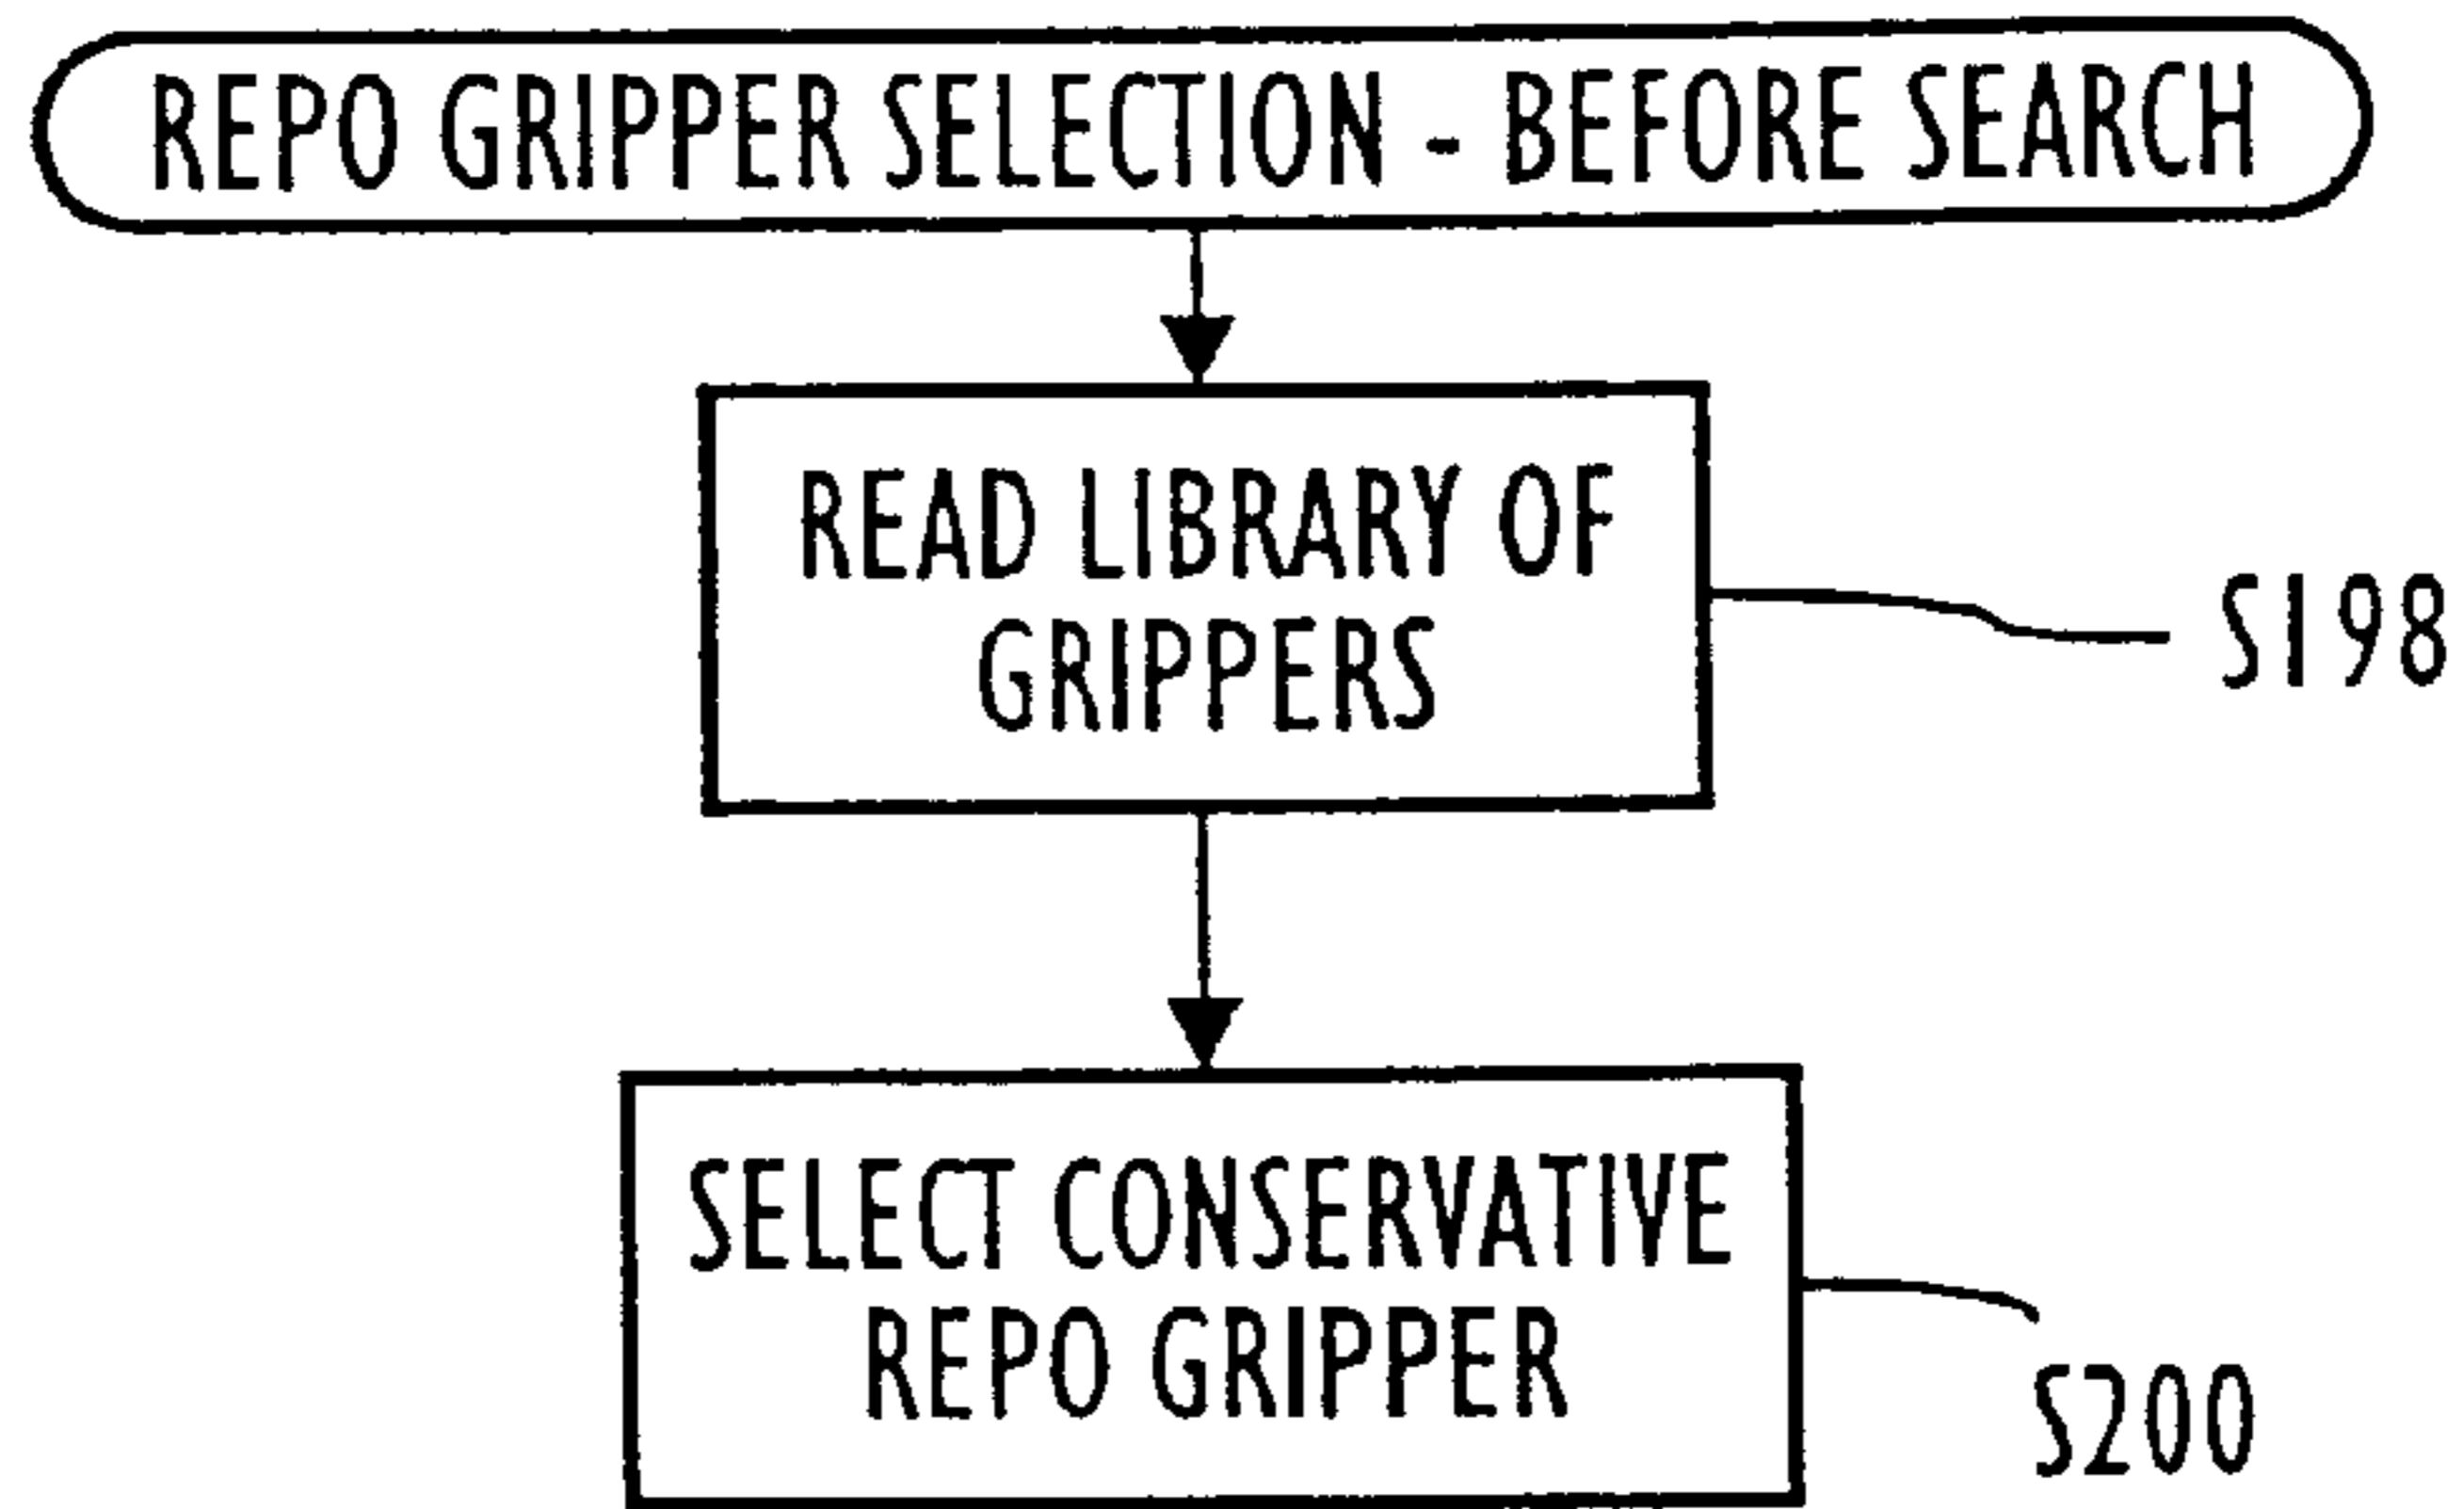 REPO GRIPPER SELECTION - BEFORE SEARCH
READ LIBRARY OF
GRIPPERS
S198
SELECT CONSERVATIVE
REPO GRIPPER
S200